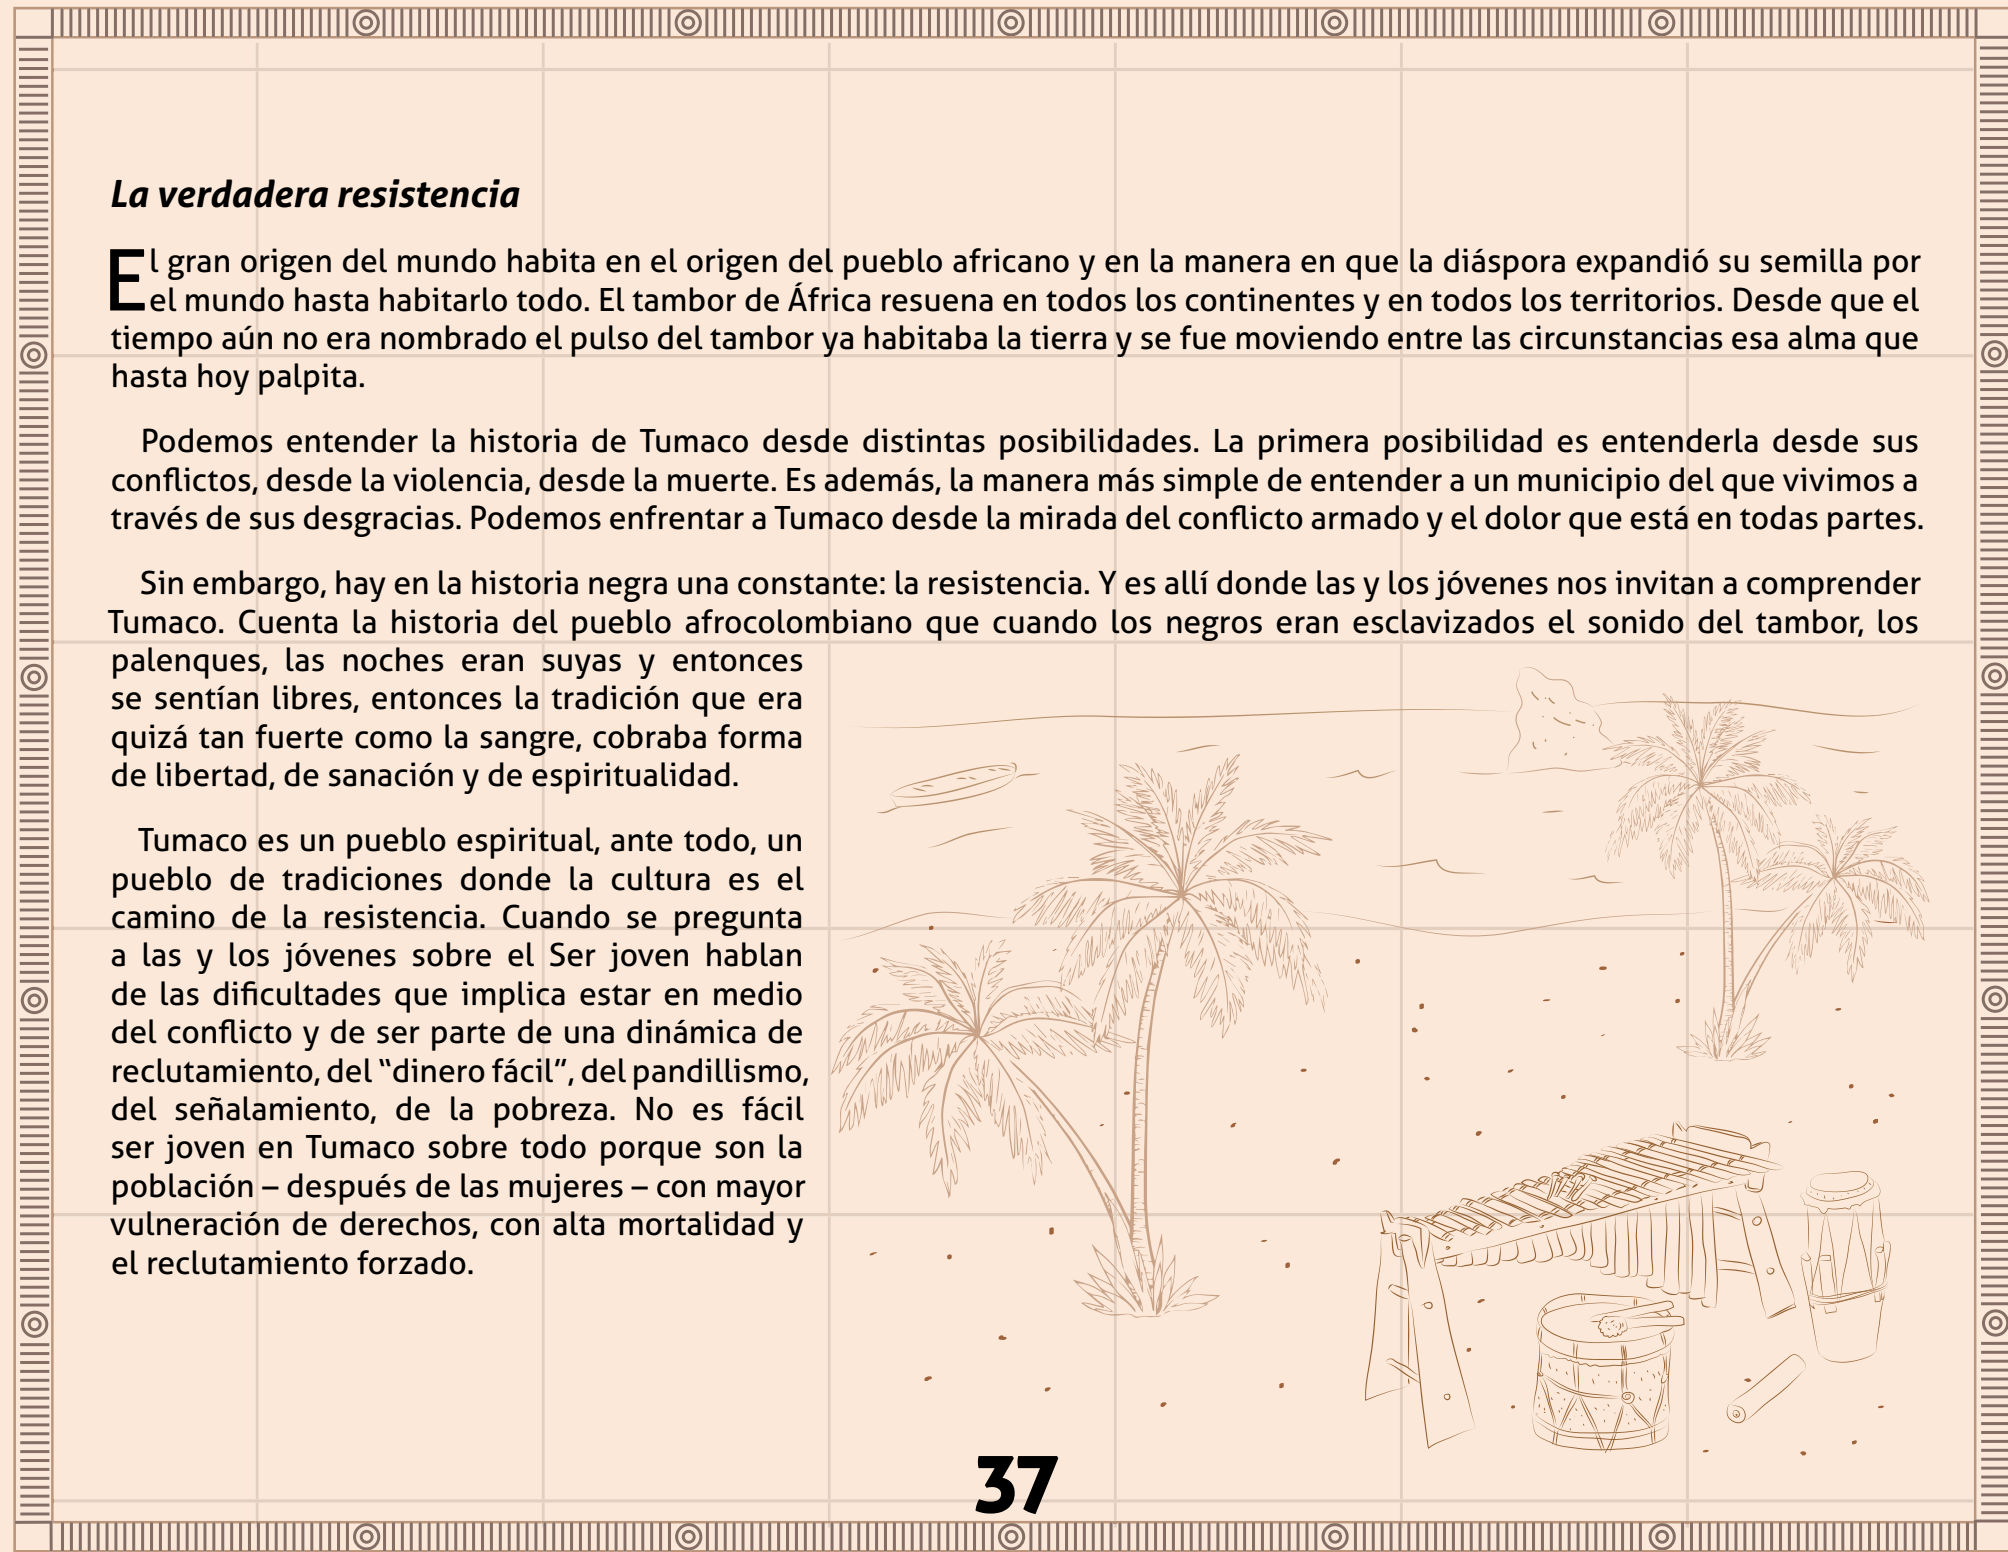 La verdadera resistencia
El gran origen del mundo habita en el origen del pueblo africano y en la manera en que la diáspora expandió su semilla por
el mundo hasta habitarlo todo. El tambor de África resuena en todos los continentes y en todos los territorios. Desde que el
tiempo aún no era nombrado el pulso del tambor ya habitaba la tierra y se fue moviendo entre las circunstancias esa alma que
hasta hoy palpita.
Podemos entender la historia de Tumaco desde distintas posibilidades. La primera posibilidad es entenderla desde sus
conflictos, desde la violencia, desde la muerte. Es además, la manera más simple de entender a un municipio del que vivimos a
través de sus desgracias. Podemos enfrentar a Tumaco desde la mirada del conflicto armado y el dolor que está en todas partes.
Sin embargo, hay en la historia negra una constante: la resistencia. Y es allí donde las y los jóvenes nos invitan a comprender
Tumaco. Cuenta la historia del pueblo afrocolombiano que cuando los negros eran esclavizados el sonido del tambor, los
palenques, las noches eran suyas y entonces
se sentían libres, entonces la tradición que era
quizá tan fuerte como la sangre, cobraba forma
de libertad, de sanación y de espiritualidad.
Tumaco es un pueblo espiritual, ante todo, un
pueblo de tradiciones donde la cultura es el
camino de la resistencia. Cuando se pregunta
a las y los jóvenes sobre el Ser joven hablan
de las dificultades que implica estar en medio
del conflicto y de ser parte de una dinámica de
reclutamiento, del “dinero fácil”, del pandillismo,
del señalamiento, de la pobreza. No es fácil
ser joven en Tumaco sobre todo porque son la
población – después de las mujeres – con mayor
vulneración de derechos, con alta mortalidad y
el reclutamiento forzado.
37